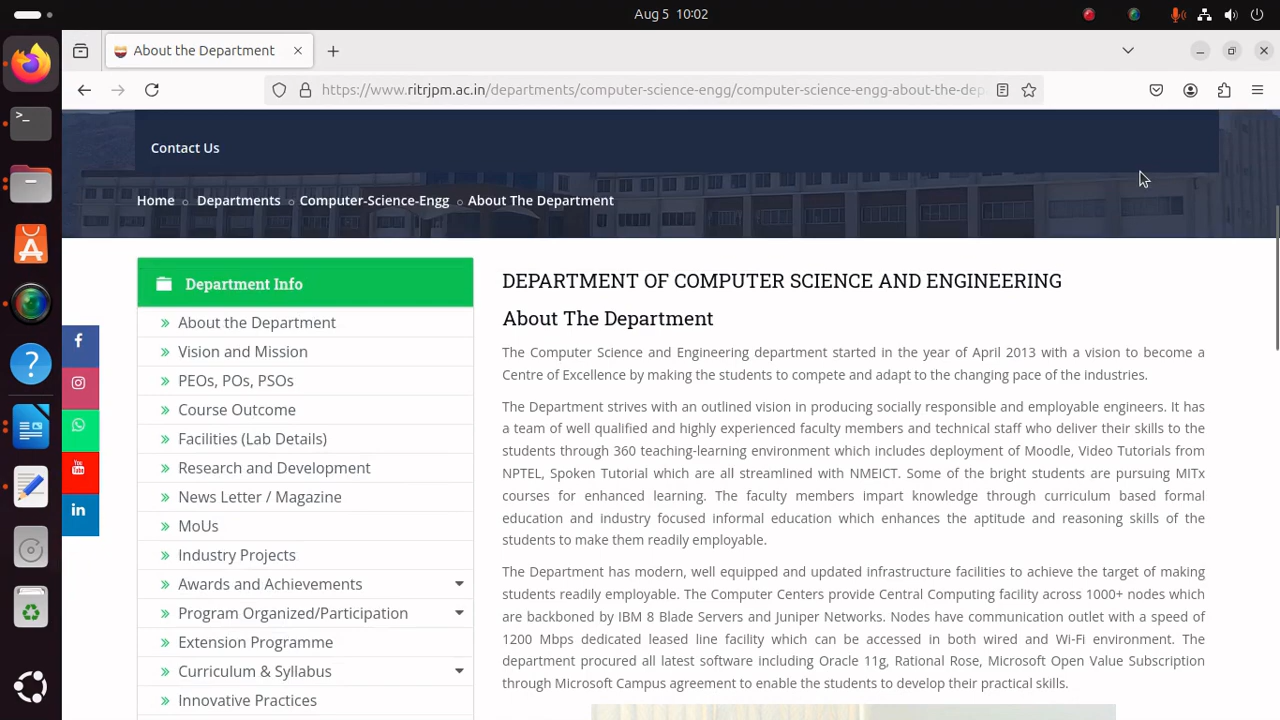 Aug 5 10:02
About the Department
https://www.ritrjpm.ac.in/departments/computer-science-engg/computer-science-engg-about-the-dep
Contact Us
Home Departments Computer-Science-Engg About The Department
Department Info
About the Department
Vision and Mission
PEOs, POs, PSOs
Course Outcome
Facilities (Lab Details)
Research and Development
News Letter / Magazine
MoUs
Industry Projects
Awards and Achievements
Program Organized/Participation
Extension Programme
Curriculum & Syllabus
Innovative Practices
DEPARTMENT OF COMPUTER SCIENCE AND ENGINEERING
About The Department
The Computer Science and Engineering department started in the year of April 2013 with a vision to become a
Centre of Excellence by making the students to compete and adapt to the changing pace of the industries.
The Department strives with an outlined vision in producing socially responsible and employable engineers. It has
a team of well qualified and highly experienced faculty members and technical staff who deliver their skills to the
students through 360 teaching-learning environment which includes deployment of Moodle, Video Tutorials from
NPTEL, Spoken Tutorial which are all streamlined with NMEICT. Some of the bright students are pursuing MITx
courses for enhanced learning. The faculty members impart knowledge through curriculum based formal
education and industry focused informal education which enhances the aptitude and reasoning skills of the
students to make them readily employable.
The Department has modern, well equipped and updated infrastructure facilities to achieve the target of making
students readily employable. The Computer Centers provide Central Computing facility across 1000+ nodes which
are backboned by IBM 8 Blade Servers and Juniper Networks. Nodes have communication outlet with a speed of
1200 Mbps dedicated leased line facility which can be accessed in both wired and Wi-Fi environment. The
department procured all latest software including Oracle 11g, Rational Rose, Microsoft Open Value Subscription
through Microsoft Campus agreement to enable the students to develop their practical skills.